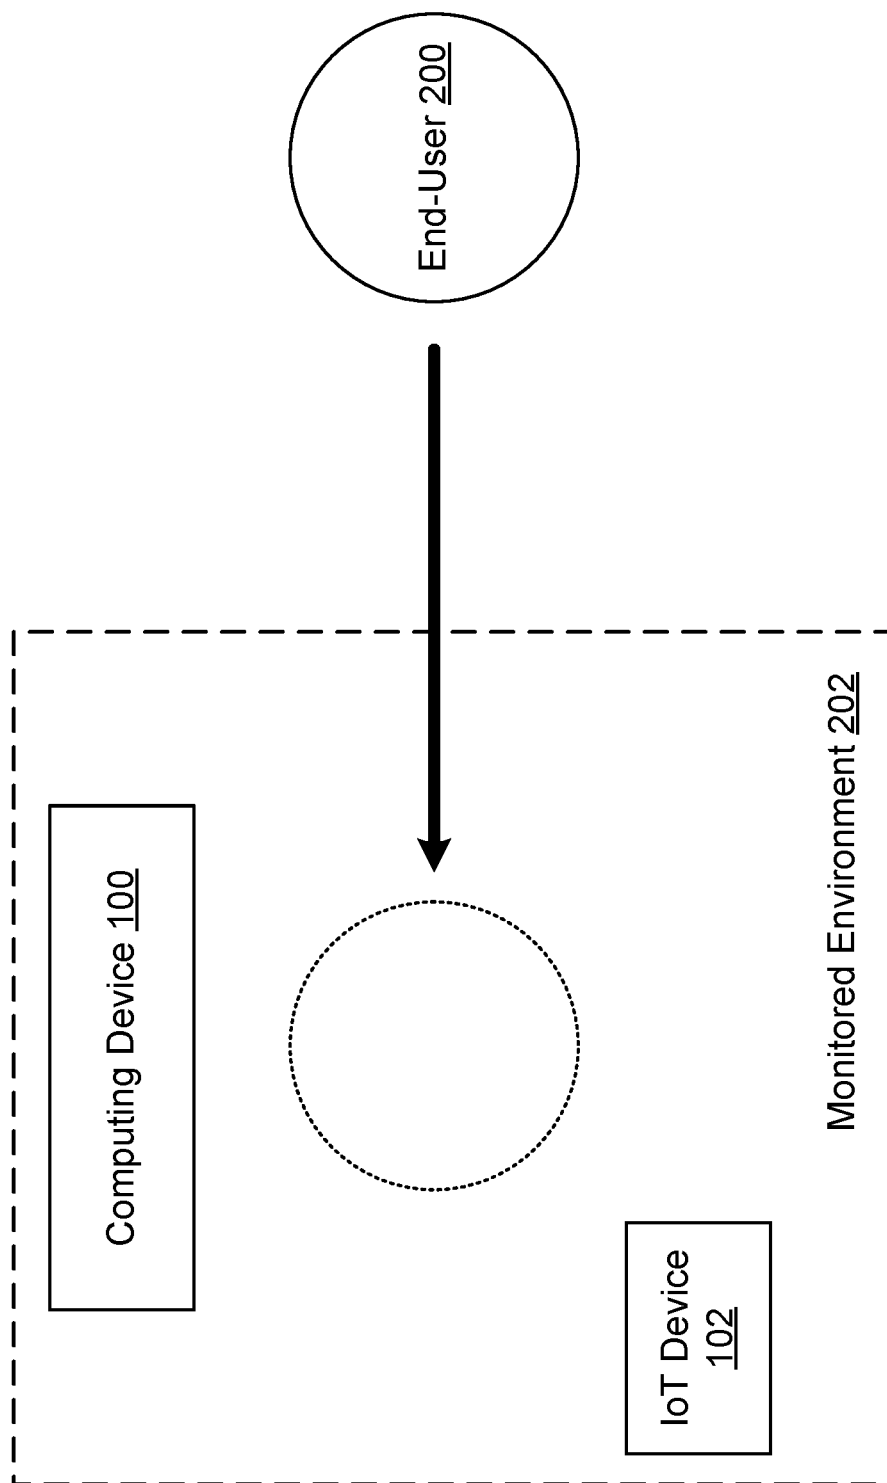 Computing Device 100
End-User 200
IoT Device
102
Monitored Environment 202